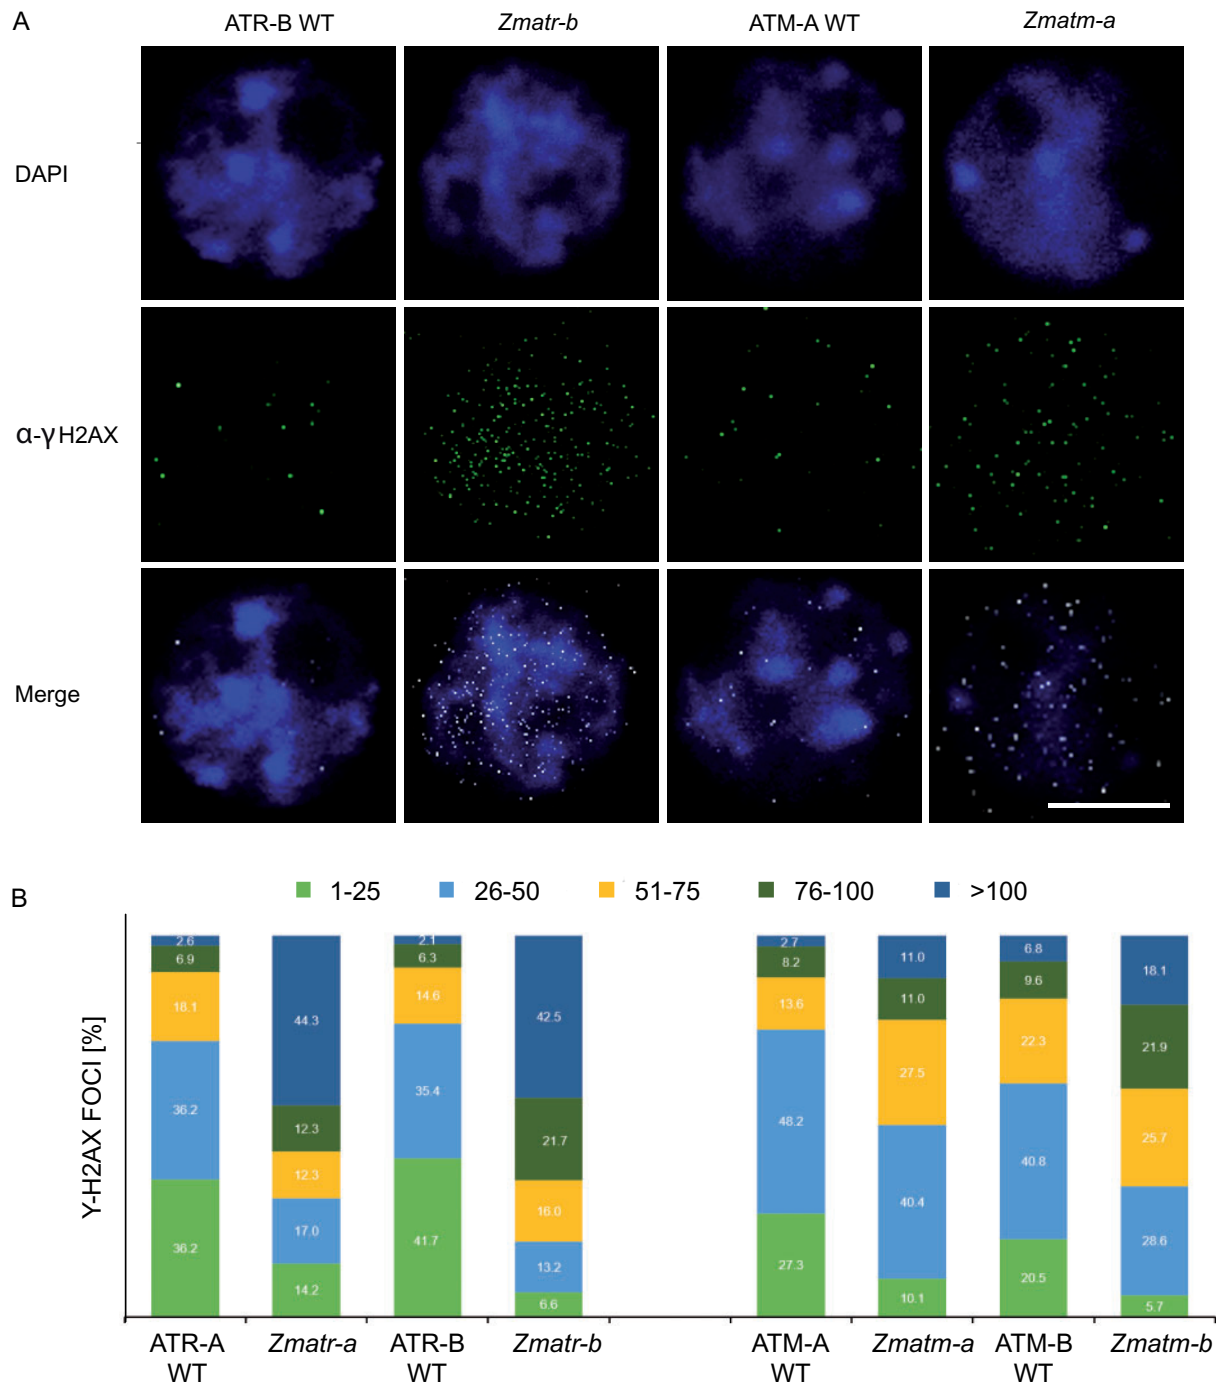 A
ATR-B WT Zmatr-b ATM-A WT Zmatm-a
DAPI
α-γH2AX
Merge
B
1-25 26-50 51-75 76-100 >100
Y-H2AX FOCI [%]
2.6 2.1 2.7 11.0 6.8 18.1
6.9 6.3 8.2 11.0 9.6 21.9
18.1 44.3 14.6 42.5 13.6 27.5 22.3 25.7
36.2 12.3 35.4 21.7 48.2 40.4 40.8 28.6
12.3 16.0
17.0 13.2
36.2 14.2 41.7 6.6 27.3 10.1 20.5 5.7
ATR-A Zmatr-a ATR-B Zmatr-b ATM-A Zmatm-a ATM-B Zmatm-b
WT WT WT WT